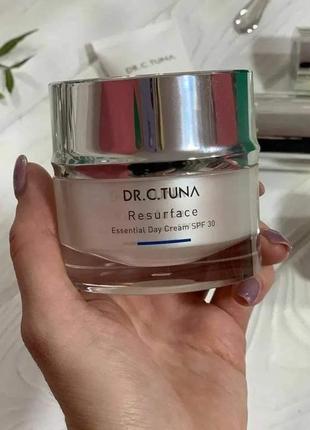 DR.C.TUNA
DR.C.TUNA
Resurface
Essential Day Cream SPF 30